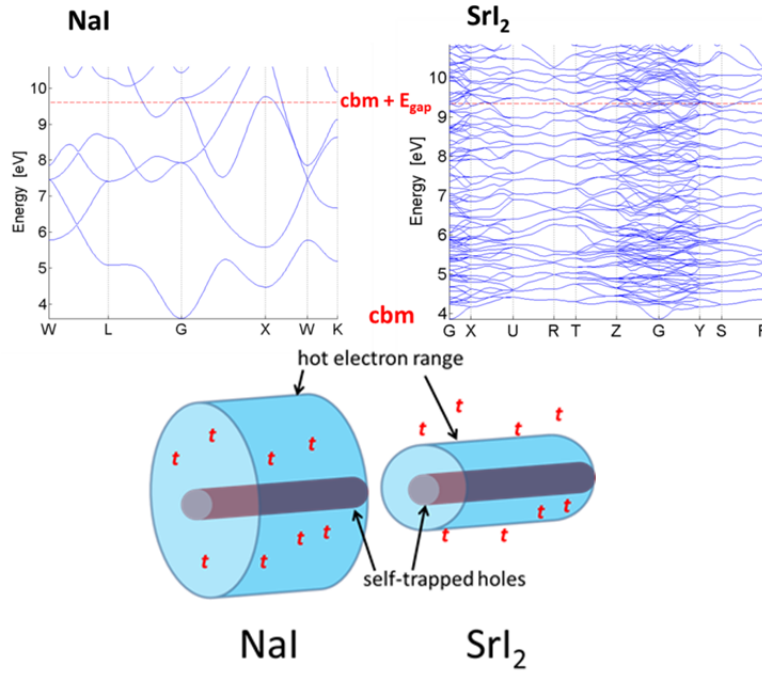 NaI
SrI₂
10
9
8
7
6
5
4
Energy [eV]
W L G X W K
cbm + E_gap
cbm
10
9
8
7
6
5
4
Energy [eV]
G X U R T Z G Y S
hot electron range
t t t t t t t t
t t t t t t t t
self-trapped holes
NaI
SrI₂